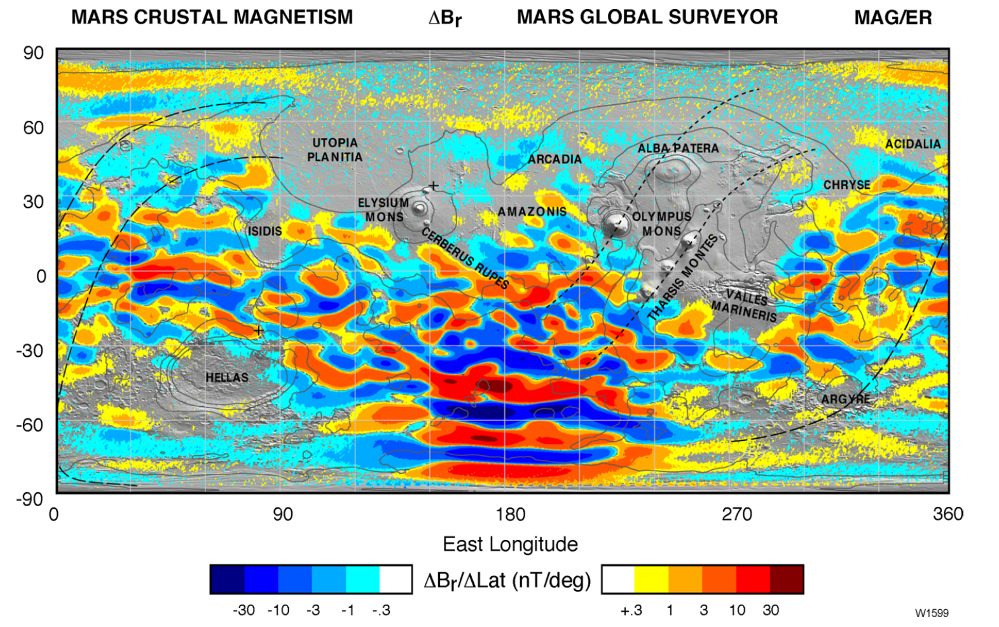 MARS CRUSTAL MAGNETISM ΔBr MARS GLOBAL SURVEYOR MAG/ER
90
60
30
0
-30
-60
-90
UTOPIA
PLANITIA
ARCADIA
ALBA PATERA
ACIDALIA
CHRYSE
ELYSIUM
MONS
AMAZONIS
OLYMPUS
MONS
ISIDIS
CERBERUS RUPES
THARSIS MONTES
VALLES
MARINERIS
HELLAS
ARGYRE
0 90 180 270 360
East Longitude
ΔBr/ΔLat (nT/deg)
-30 -10 -3 -1 -.3 +.3 1 3 10 30
W1599